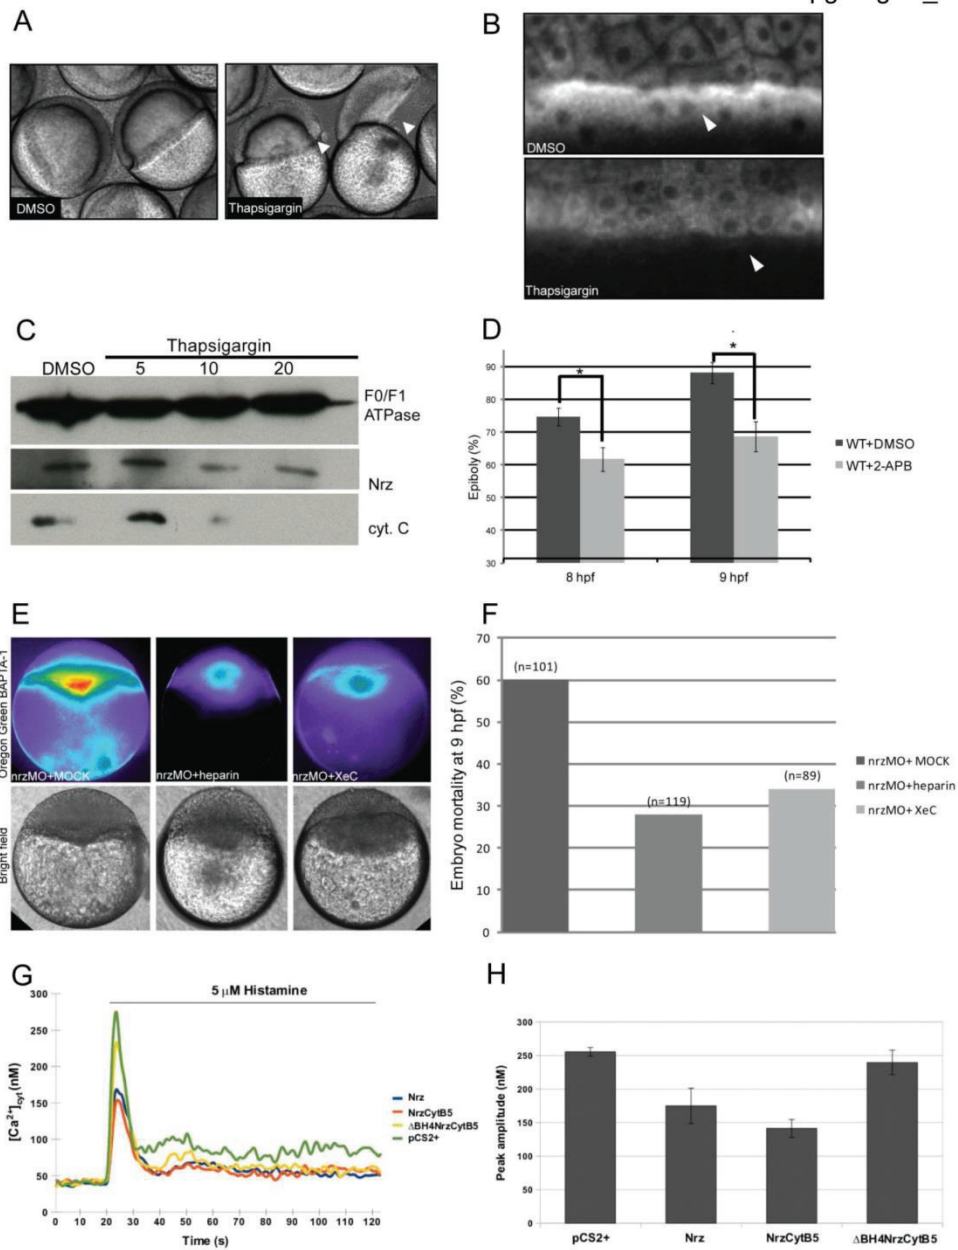 A
DMSO
Thapsigargin
B
DMSO
Thapsigargin
C
Thapsigargin
DMSO 5 10 20
F0/F1
ATPase
Nrz
cyt. C
D
Epiboly (%)
90
80
70
60
50
40
30
*
*
8 hpf
9 hpf
WT+DMSO
WT+2-APB
E
Oregon Green BAPTA-1
nrzMO+MOCK
nrzMO+heparin
nrzMO+XeC
Bright field
F
Embryo mortality at 9 hpf (%)
70
60
50
40
30
20
10
0
(n=101)
(n=119)
(n=89)
nrzMO+ MOCK
nrzMO+heparin
nrzMO+ XeC
G
5 µM Histamine
[Ca²⁺]cyt(nM)
300
250
200
150
100
50
0
0 10 20 30 40 50 60 70 80 90 100 110 120
Time (s)
Nrz
NrzCytB5
ΔBH4NrzCytB5
pCS2+
H
Peak amplitude (nM)
300
250
200
150
100
50
0
pCS2+ Nrz NrzCytB5 ΔBH4NrzCytB5